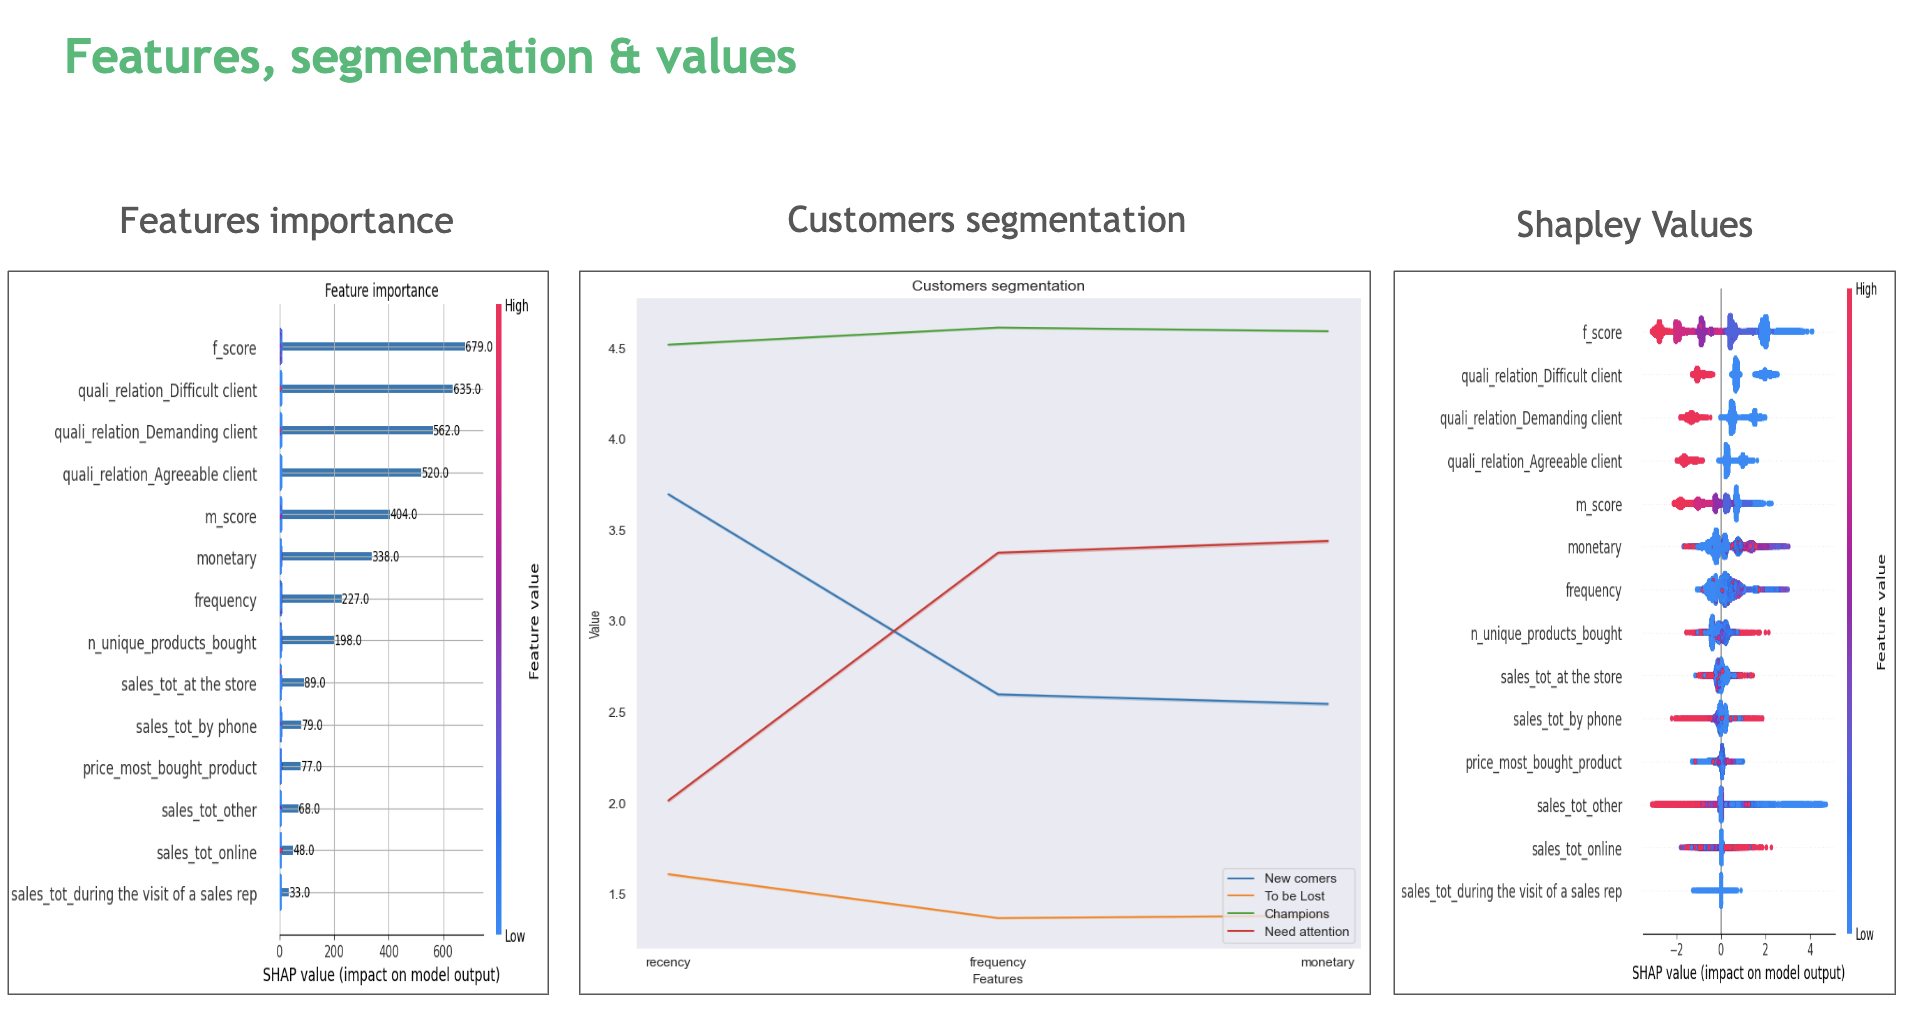 Features, segmentation & values
Features importance
Feature importance
f_score
quali_relation_Difficult client
quali_relation_Demanding client
quali_relation_Agreeable client
m_score
monetary
frequency
n_unique_products_bought
sales_tot_at the store
sales_tot_by phone
price_most_bought_product
sales_tot_other
sales_tot_online
sales_tot_during the visit of a sales rep
679.0
635.0
562.0
520.0
404.0
338.0
227.0
198.0
89.0
79.0
77.0
68.0
48.0
33.0
0 200 400 600
SHAP value (impact on model output)
High
Feature value
Low
Customers segmentation
Customers segmentation
Value
4.5
4.0
3.5
3.0
2.5
2.0
1.5
New comers
To be Lost
Champions
Need attention
recency frequency monetary
Features
Shapley Values
f_score
quali_relation_Difficult client
quali_relation_Demanding client
quali_relation_Agreeable client
m_score
monetary
frequency
n_unique_products_bought
sales_tot_at the store
sales_tot_by phone
price_most_bought_product
sales_tot_other
sales_tot_online
sales_tot_during the visit of a sales rep
−2 0 2 4
SHAP value (impact on model output)
High
Feature value
Low